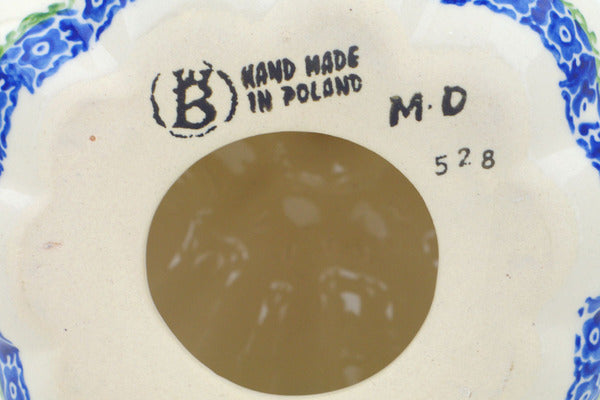 B HAND MADE
IN POLAND
M.D
528